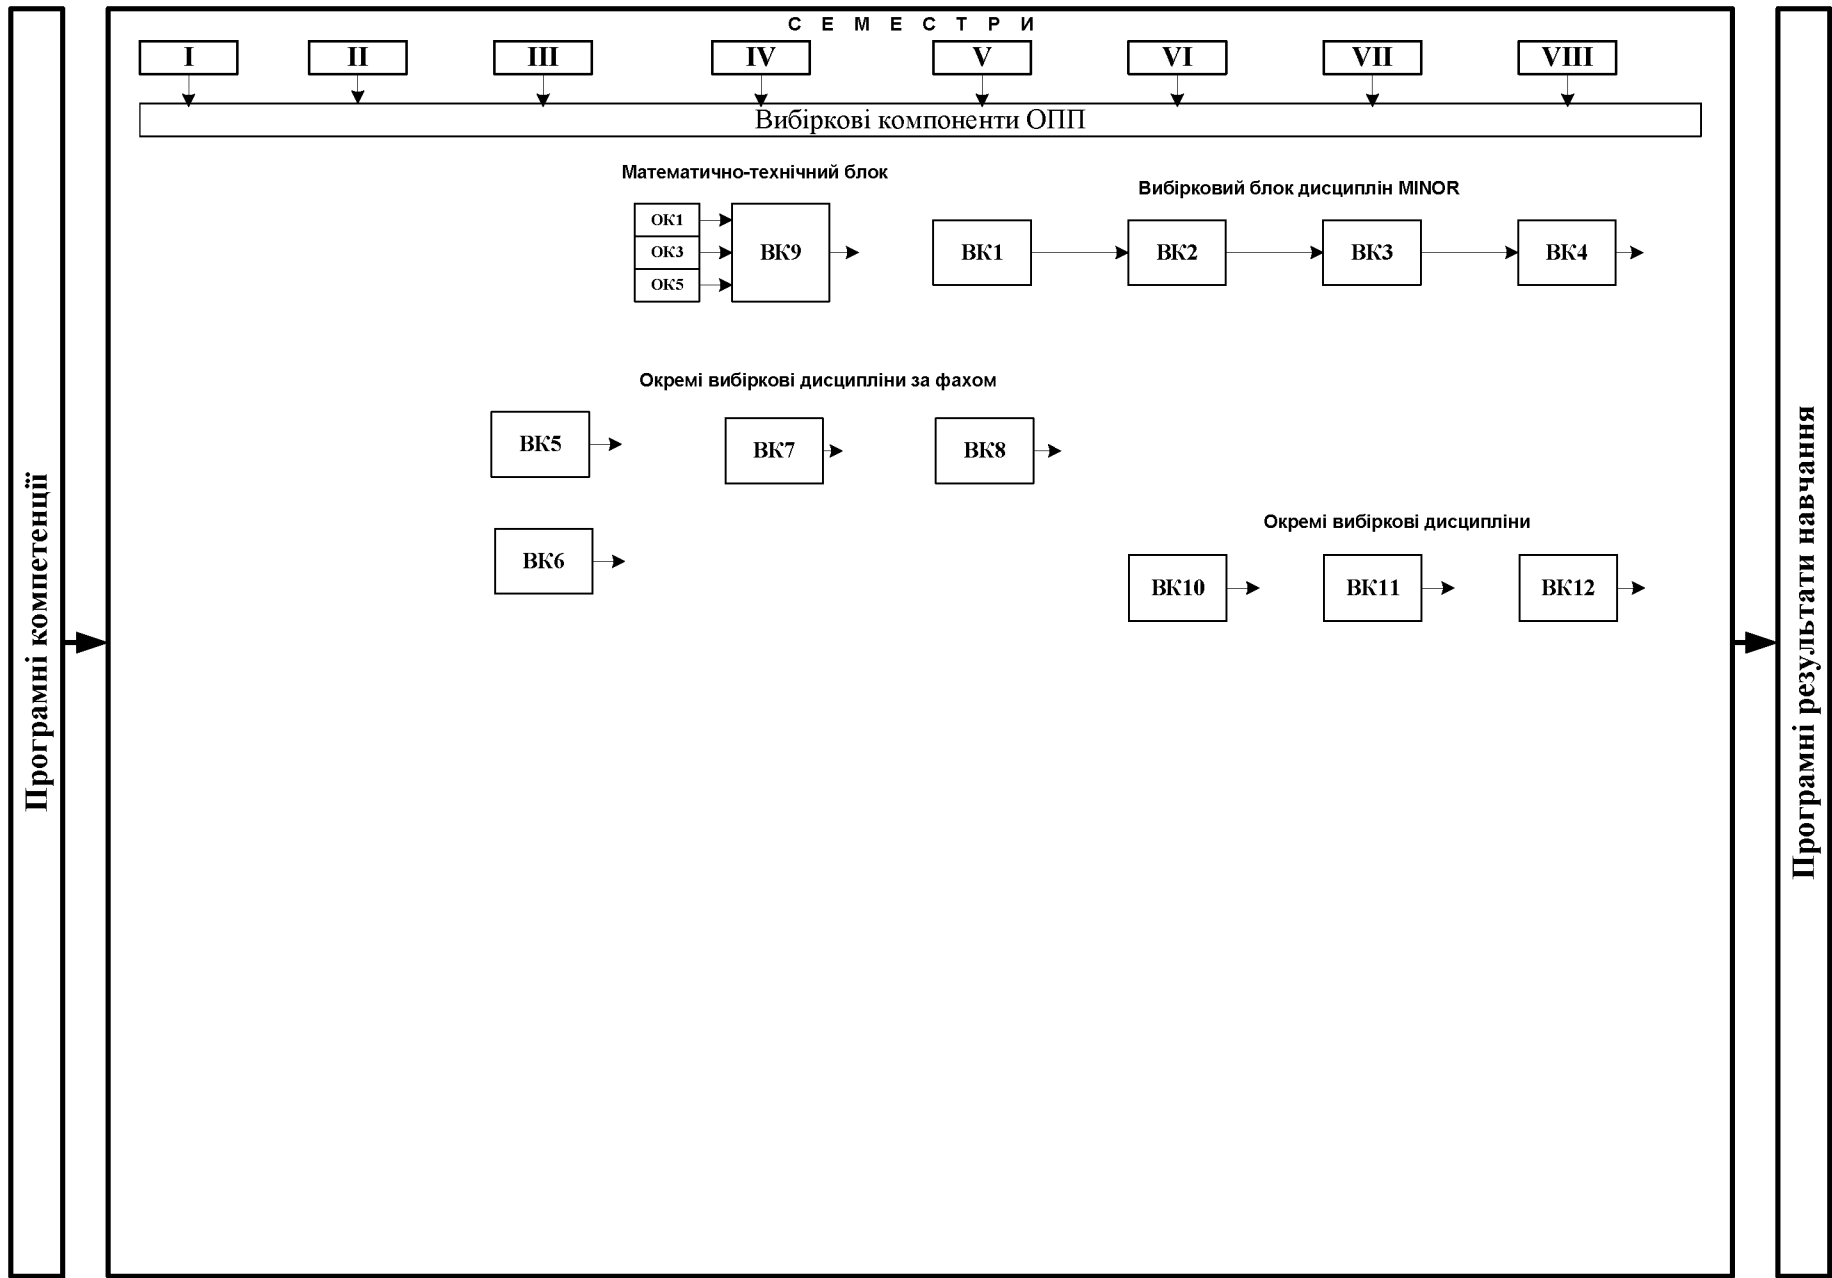 С Е М Е С Т Р И
I II III IV V VI VII VIII
Вибіркові компоненти ОПП
Математично-технічний блок
Вибірковий блок дисциплін MINOR
ОК1
ОК3
ОК5
ВК9 ВК1 ВК2 ВК3 ВК4
Окремі вибіркові дисципліни за фахом
ВК5 ВК7 ВК8
Окремі вибіркові дисципліни
ВК6
ВК10 ВК11 ВК12
Програмні компетенції
Програмні результати навчання